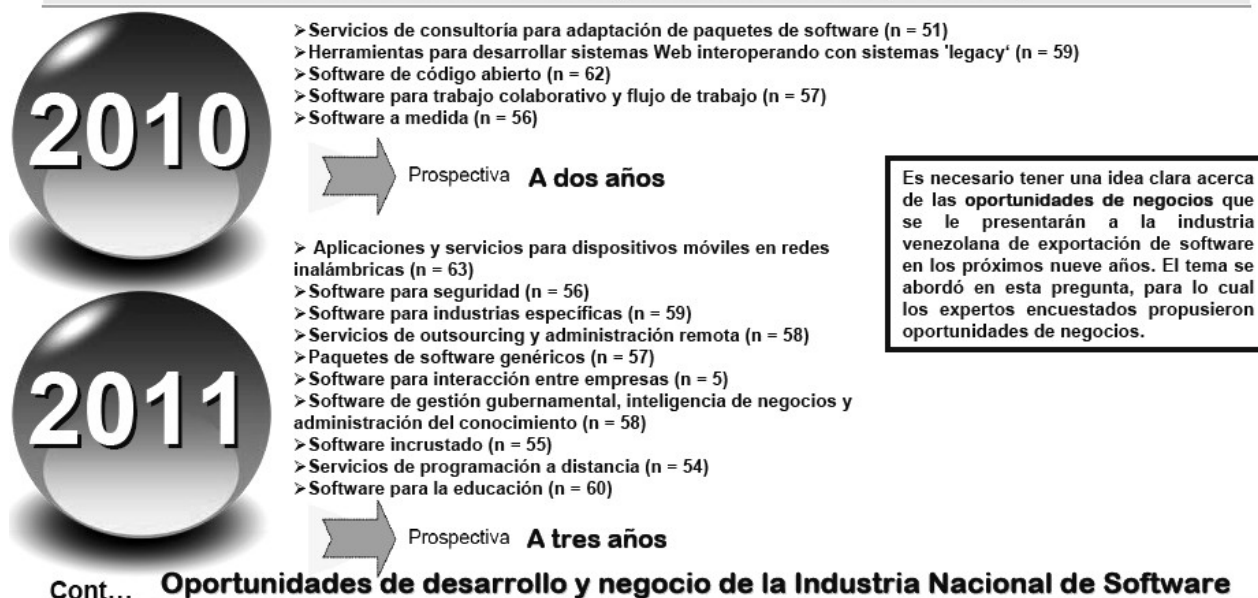 2010
➢Servicios de consultoría para adaptación de paquetes de software (n = 51)
➢Herramientas para desarrollar sistemas Web interoperando con sistemas 'legacy‘ (n = 59)
➢Software de código abierto (n = 62)
➢Software para trabajo colaborativo y flujo de trabajo (n = 57)
➢Software a medida (n = 56)
Prospectiva A dos años
2011
➢ Aplicaciones y servicios para dispositivos móviles en redes
inalámbricas (n = 63)
➢Software para seguridad (n = 56)
➢Software para industrias específicas (n = 59)
➢Servicios de outsourcing y administración remota (n = 58)
➢Paquetes de software genéricos (n = 57)
➢Software para interacción entre empresas (n = 5)
➢Software de gestión gubernamental, inteligencia de negocios y
administración del conocimiento (n = 58)
➢Software incrustado (n = 55)
➢Servicios de programación a distancia (n = 54)
➢Software para la educación (n = 60)
Prospectiva A tres años
Es necesario tener una idea clara acerca
de las oportunidades de negocios que
se le presentarán a la industria
venezolana de exportación de software
en los próximos nueve años. El tema se
abordó en esta pregunta, para lo cual
los expertos encuestados propusieron
oportunidades de negocios.
Cont... Oportunidades de desarrollo y negocio de la Industria Nacional de Software